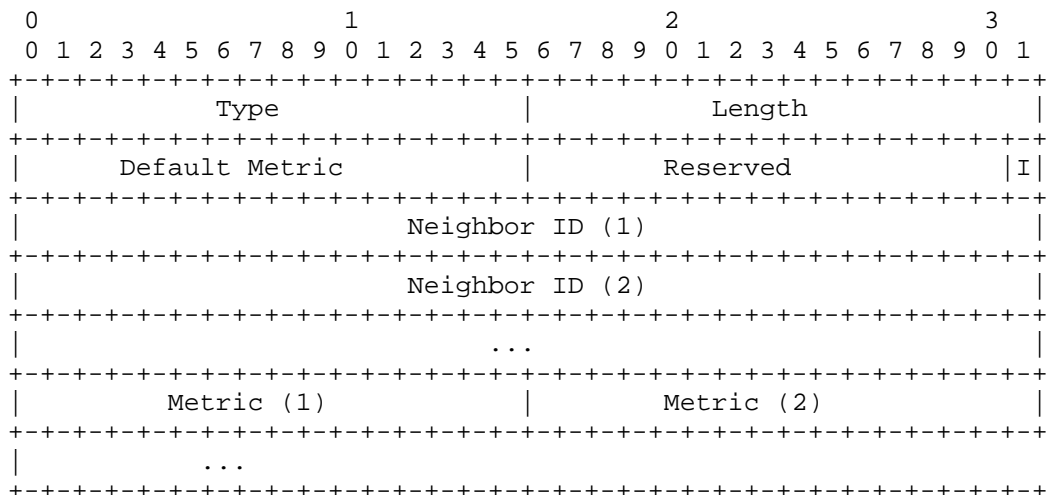 0                   1                   2                   3
 0 1 2 3 4 5 6 7 8 9 0 1 2 3 4 5 6 7 8 9 0 1 2 3 4 5 6 7 8 9 0 1
+-+-+-+-+-+-+-+-+-+-+-+-+-+-+-+-+-+-+-+-+-+-+-+-+-+-+-+-+-+-+-+-+
|            Type               |           Length              |
+-+-+-+-+-+-+-+-+-+-+-+-+-+-+-+-+-+-+-+-+-+-+-+-+-+-+-+-+-+-+-+-+
|      Default Metric           |        Reserved             |I|
+-+-+-+-+-+-+-+-+-+-+-+-+-+-+-+-+-+-+-+-+-+-+-+-+-+-+-+-+-+-+-+-+
|                        Neighbor ID (1)                        |
+-+-+-+-+-+-+-+-+-+-+-+-+-+-+-+-+-+-+-+-+-+-+-+-+-+-+-+-+-+-+-+-+
|                        Neighbor ID (2)                        |
+-+-+-+-+-+-+-+-+-+-+-+-+-+-+-+-+-+-+-+-+-+-+-+-+-+-+-+-+-+-+-+-+
|                             ...                               |
+-+-+-+-+-+-+-+-+-+-+-+-+-+-+-+-+-+-+-+-+-+-+-+-+-+-+-+-+-+-+-+-+
|         Metric (1)            |        Metric (2)             |
+-+-+-+-+-+-+-+-+-+-+-+-+-+-+-+-+-+-+-+-+-+-+-+-+-+-+-+-+-+-+-+-+
|           ...
+-+-+-+-+-+-+-+-+-+-+-+-+-+-+-+-+-+-+-+-+-+-+-+-+-+-+-+-+-+-+-+-+